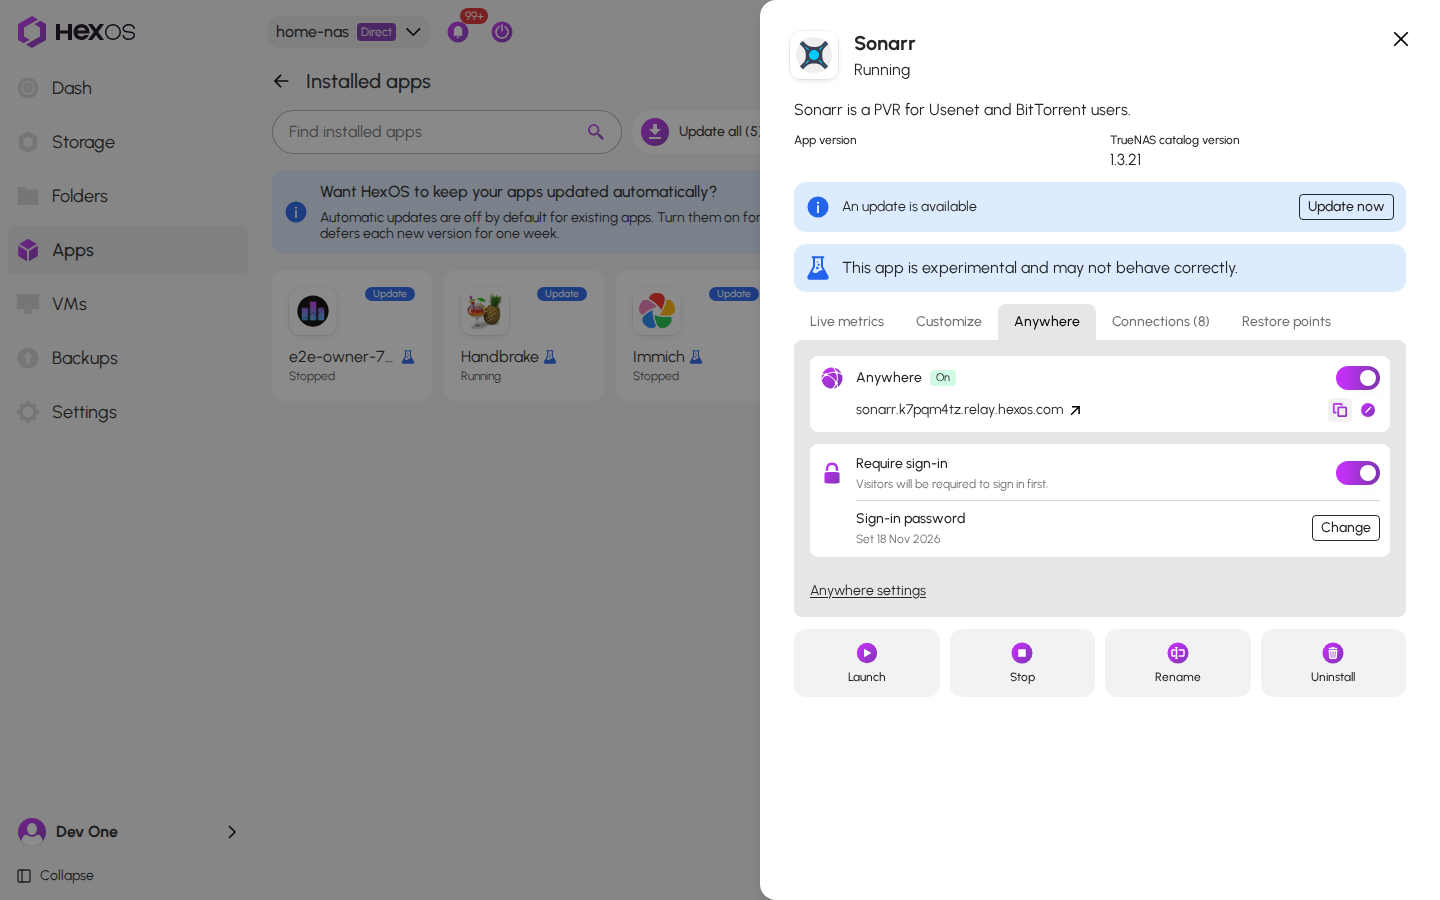 HEXOS
home-nas Direct
99+
Dash
Storage
Folders
Apps
VMs
Backups
Settings
Dev One
Collapse
Installed apps
Find installed apps
Update all (5)
Want HexOS to keep your apps updated automatically?
Automatic updates are off by default for existing apps. Turn them on for
defers each new version for one week.
Update
e2e-owner-7...
Stopped
Update
Handbrake
Running
Update
Immich
Stopped
Sonarr
Running
Sonarr is a PVR for Usenet and BitTorrent users.
App version
TrueNAS catalog version
1.3.21
An update is available
Update now
This app is experimental and may not behave correctly.
Live metrics
Customize
Anywhere
Connections (8)
Restore points
Anywhere On
sonarr.k7pqm4tz.relay.hexos.com
Require sign-in
Visitors will be required to sign in first.
Sign-in password
Set 18 Nov 2026
Change
Anywhere settings
Launch
Stop
Rename
Uninstall